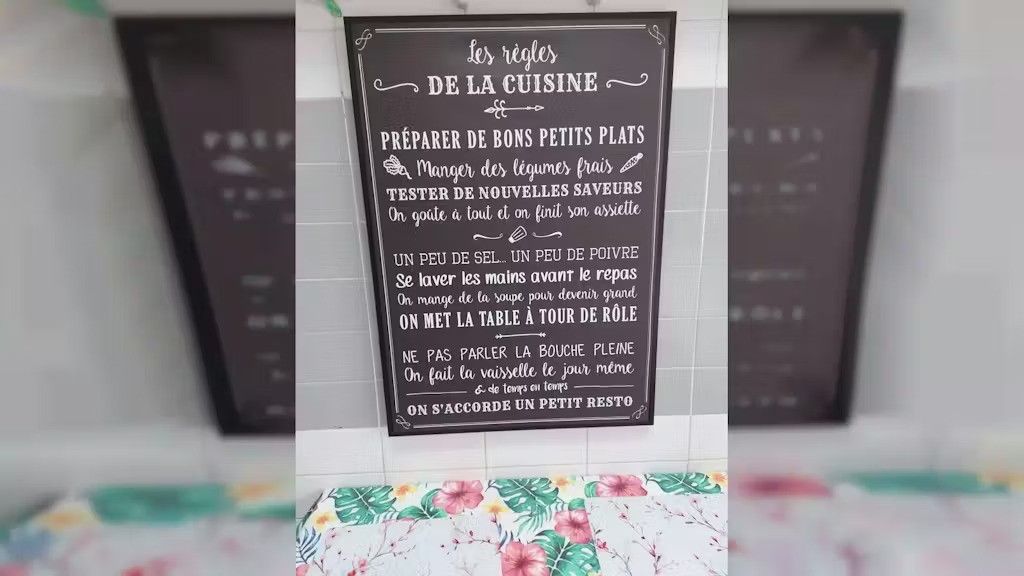 Les règles
DE LA CUISINE
PRÉPARER DE BONS PETITS PLATS
Manger des légumes frais
TESTER DE NOUVELLES SAVEURS
On goûte à tout et on finit son assiette
UN PEU DE SEL... UN PEU DE POIVRE
Se laver les mains avant le repas
On mange de la soupe pour devenir grand
ON MET LA TABLE À TOUR DE RÔLE
NE PAS PARLER LA BOUCHE PLEINE
On fait la vaisselle le jour même
& de temps en temps
ON S'ACCORDE UN PETIT RESTO